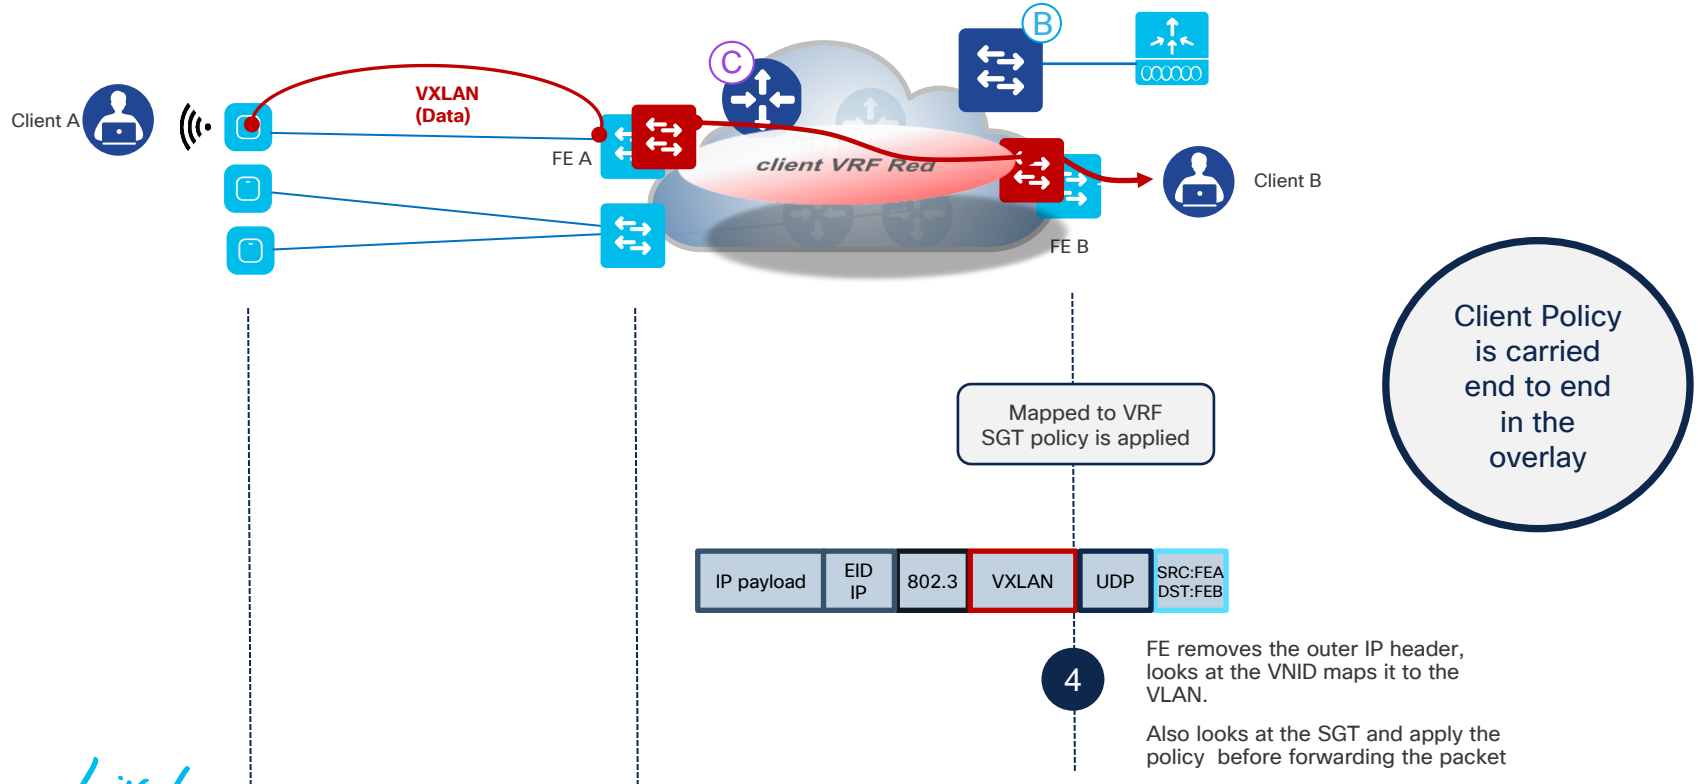 B
C
VXLAN
(Data)
Client A
FE A
client VRF Red
Client B
FE B
Client Policy
is carried
end to end
in the
overlay
Mapped to VRF
SGT policy is applied
IP payload
EID
IP
802.3
VXLAN
UDP
SRC:FEA
DST:FEB
4
FE removes the outer IP header,
looks at the VNID maps it to the
VLAN.
Also looks at the SGT and apply the
policy before forwarding the packet